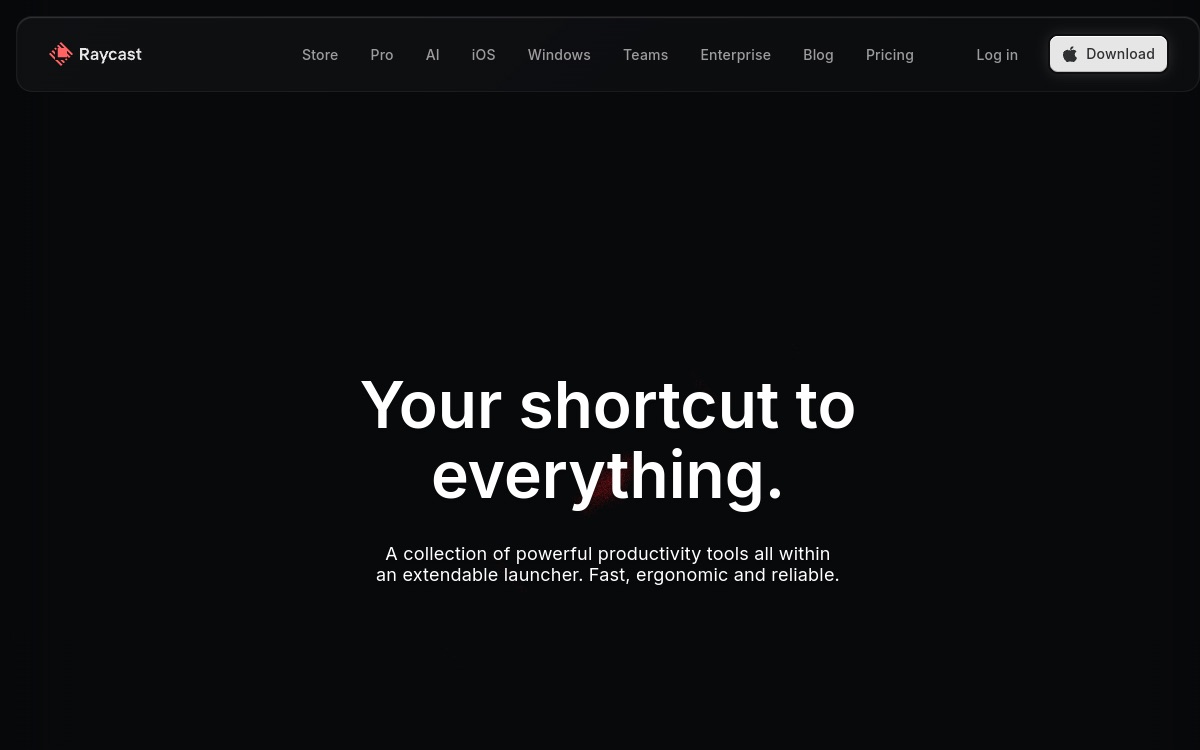 Raycast
Store Pro AI iOS Windows Teams Enterprise Blog Pricing Log in Download
Your shortcut to
everything.
A collection of powerful productivity tools all within
an extendable launcher. Fast, ergonomic and reliable.